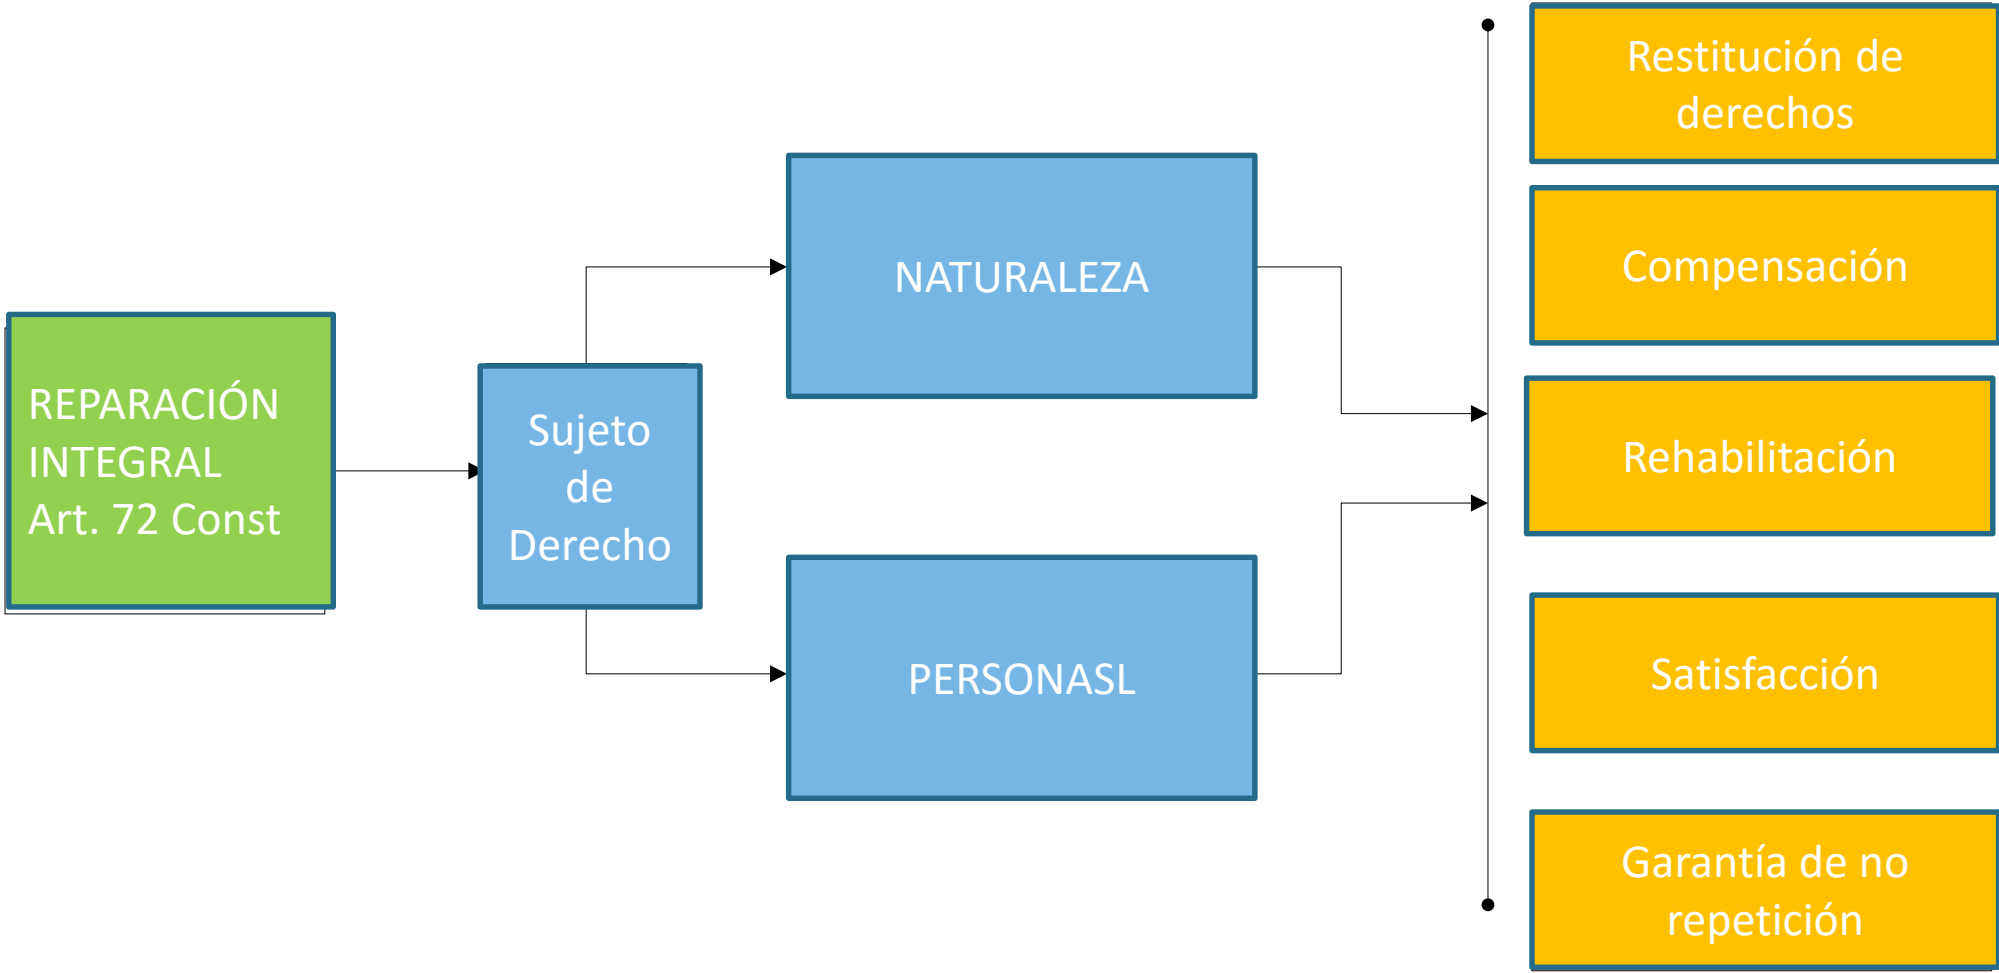 REPARACIÓN
INTEGRAL
Art. 72 Const
Sujeto
de
Derecho
NATURALEZA
PERSONASL
Restitución de
derechos
Compensación
Rehabilitación
Satisfacción
Garantía de no
repetición